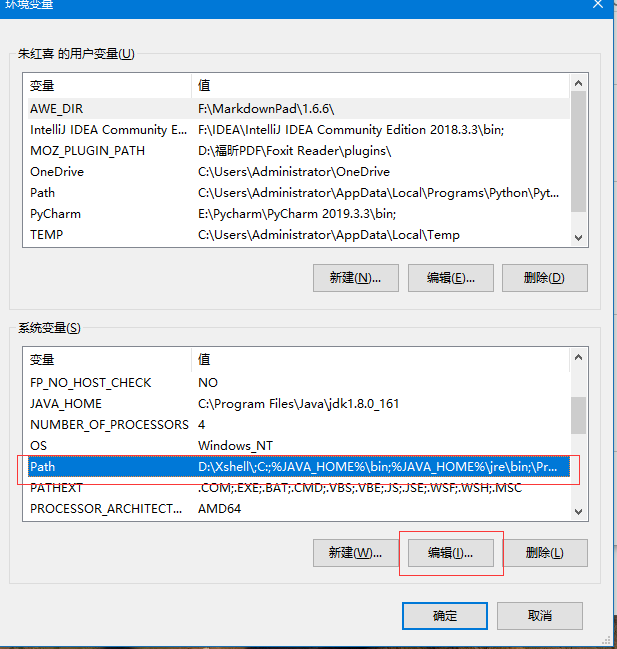 环境变量
朱红喜 的用户变量(U)
变量 值
AWE_DIR F:\MarkdownPad\1.6.6\
IntelliJ IDEA Community E... F:\IDEA\IntelliJ IDEA Community Edition 2018.3.3\bin;
MOZ_PLUGIN_PATH D:\福昕PDF\Foxit Reader\plugins\
OneDrive C:\Users\Administrator\OneDrive
Path C:\Users\Administrator\AppData\Local\Programs\Python\Pyt...
PyCharm E:\Pycharm\PyCharm 2019.3.3\bin;
TEMP C:\Users\Administrator\AppData\Local\Temp
新建(N)... 编辑(E)... 删除(D)
系统变量(S)
变量 值
FP_NO_HOST_CHECK NO
JAVA_HOME C:\Program Files\Java\jdk1.8.0_161
NUMBER_OF_PROCESSORS 4
OS Windows_NT
Path D:\Xshell\;C:;%JAVA_HOME%\bin;%JAVA_HOME%\jre\bin;\Pr...
PATHEXT .COM;.EXE;.BAT;.CMD;.VBS;.VBE;.JS;.JSE;.WSF;.WSH;.MSC
PROCESSOR_ARCHITECT... AMD64
新建(W)... 编辑(I)... 删除(L)
确定 取消